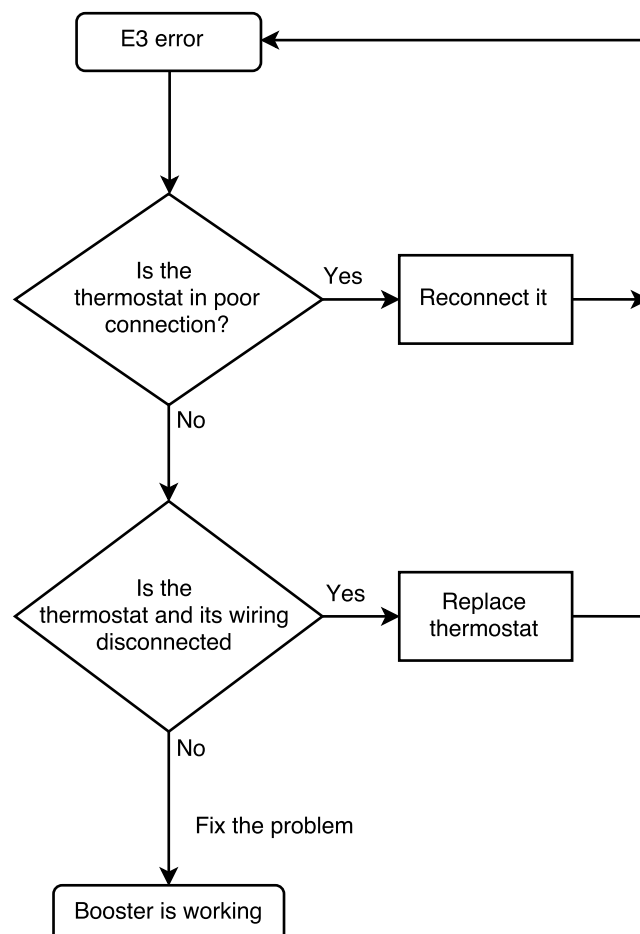 E3 error
Is the
thermostat in poor
connection?
Yes
Reconnect it
No
Is the
thermostat and its wiring
disconnected
Yes
Replace
thermostat
No
Fix the problem
Booster is working